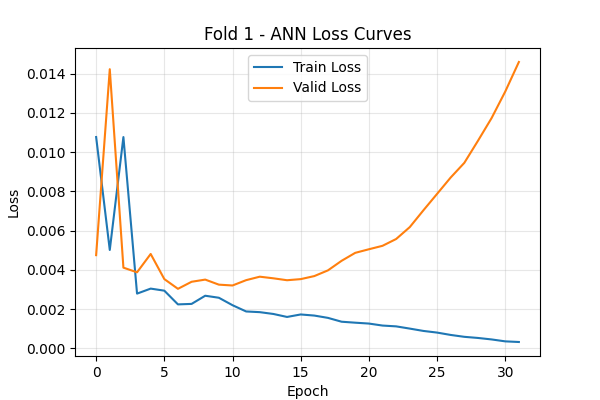 Fold 1 - ANN Loss Curves
Train Loss
Valid Loss
0.014
0.012
0.010
0.008
0.006
0.004
0.002
0.000
Loss
0 5 10 15 20 25 30
Epoch